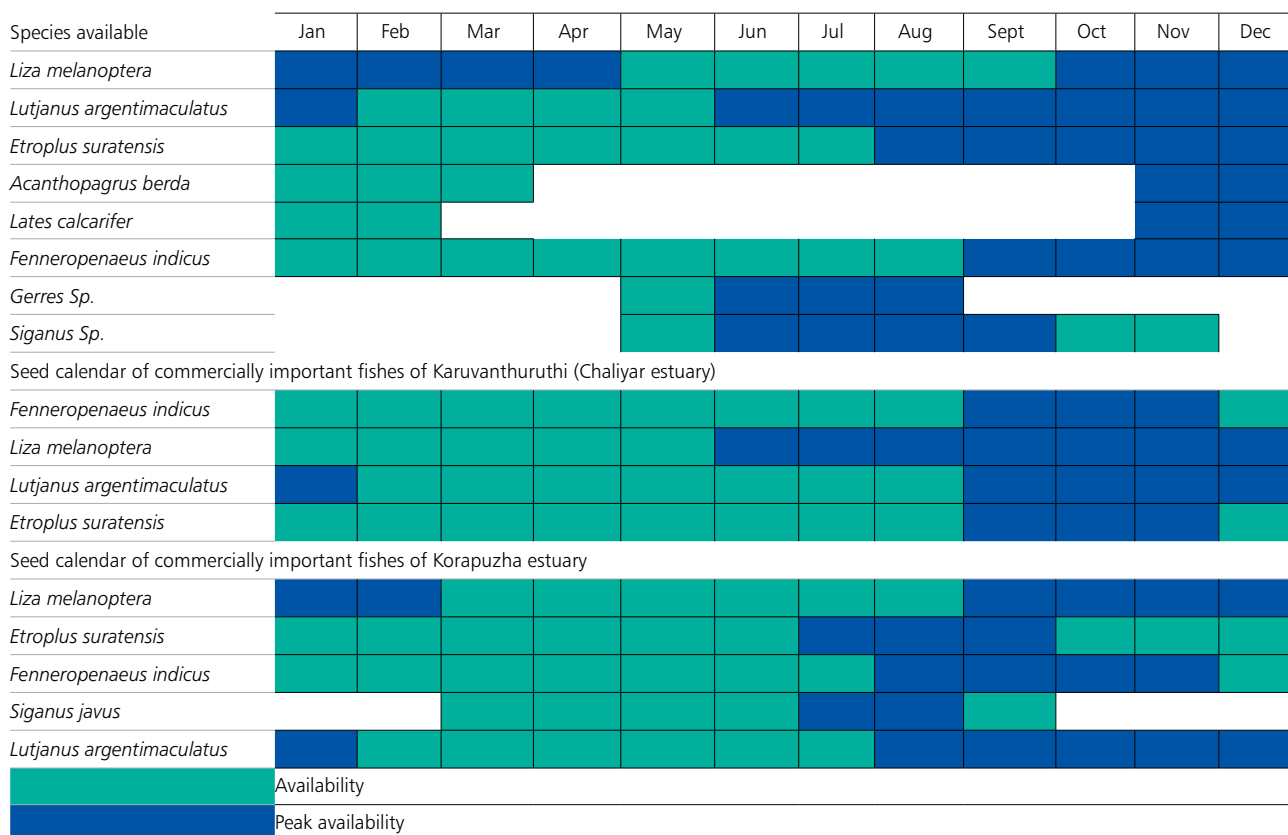 Species available Jan Feb Mar Apr May Jun Jul Aug Sept Oct Nov Dec
Liza melanoptera
Lutjanus argentimaculatus
Etroplus suratensis
Acanthopagrus berda
Lates calcarifer
Fenneropenaeus indicus
Gerres Sp.
Siganus Sp.
Seed calendar of commercially important fishes of Karuvanthuruthi (Chaliyar estuary)
Fenneropenaeus indicus
Liza melanoptera
Lutjanus argentimaculatus
Etroplus suratensis
Seed calendar of commercially important fishes of Korapuzha estuary
Liza melanoptera
Etroplus suratensis
Fenneropenaeus indicus
Siganus javus
Lutjanus argentimaculatus
Availability
Peak availability